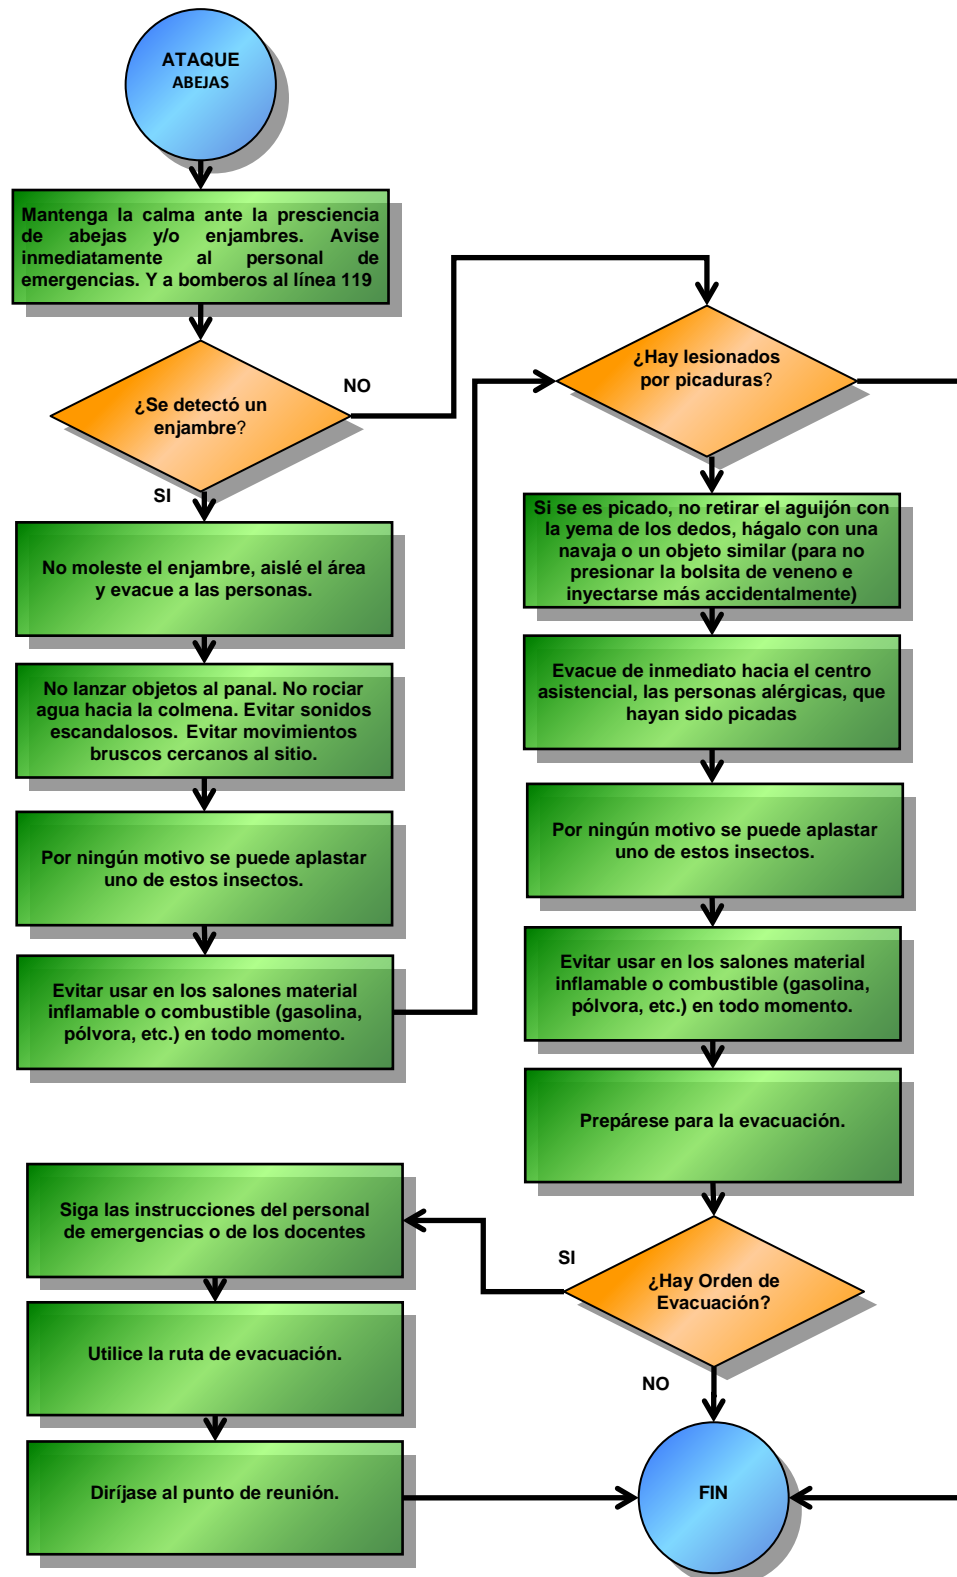 ATAQUE
ABEJAS
Mantenga la calma ante la presciencia
de abejas y/o enjambres. Avise
inmediatamente al personal de
emergencias. Y a bomberos al línea 119
¿Se detectó un
enjambre?
NO
SI
No moleste el enjambre, aislé el área
y evacue a las personas.
No lanzar objetos al panal. No rociar
agua hacia la colmena. Evitar sonidos
escandalosos. Evitar movimientos
bruscos cercanos al sitio.
Por ningún motivo se puede aplastar
uno de estos insectos.
Evitar usar en los salones material
inflamable o combustible (gasolina,
pólvora, etc.) en todo momento.
¿Hay lesionados
por picaduras?
Si se es picado, no retirar el aguijón con
la yema de los dedos, hágalo con una
navaja o un objeto similar (para no
presionar la bolsita de veneno e
inyectarse más accidentalmente)
Evacue de inmediato hacia el centro
asistencial, las personas alérgicas, que
hayan sido picadas
Por ningún motivo se puede aplastar
uno de estos insectos.
Evitar usar en los salones material
inflamable o combustible (gasolina,
pólvora, etc.) en todo momento.
Prepárese para la evacuación.
¿Hay Orden de
Evacuación?
SI
NO
Siga las instrucciones del personal
de emergencias o de los docentes
Utilice la ruta de evacuación.
Diríjase al punto de reunión.
FIN